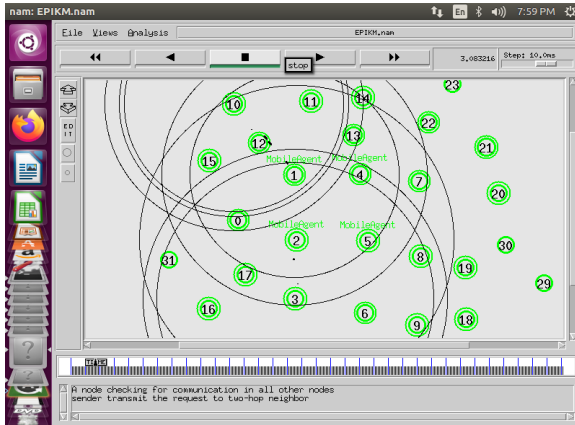 nam: EPIKM.nam
En
7:59 PM
File Views Analysis
EPIKM.nam
stop
3.083216
Step: 10.0ms
ED
IT
23
10
11
14
22
12
13
21
15
MobileAgent
MobileAgent
1
4
7
20
0
MobileAgent
MobileAgent
2
5
30
31
8
19
17
29
3
16
6
9
18
TIME
A node checking for communication in all other nodes
sender transmit the request to two-hop neighbor